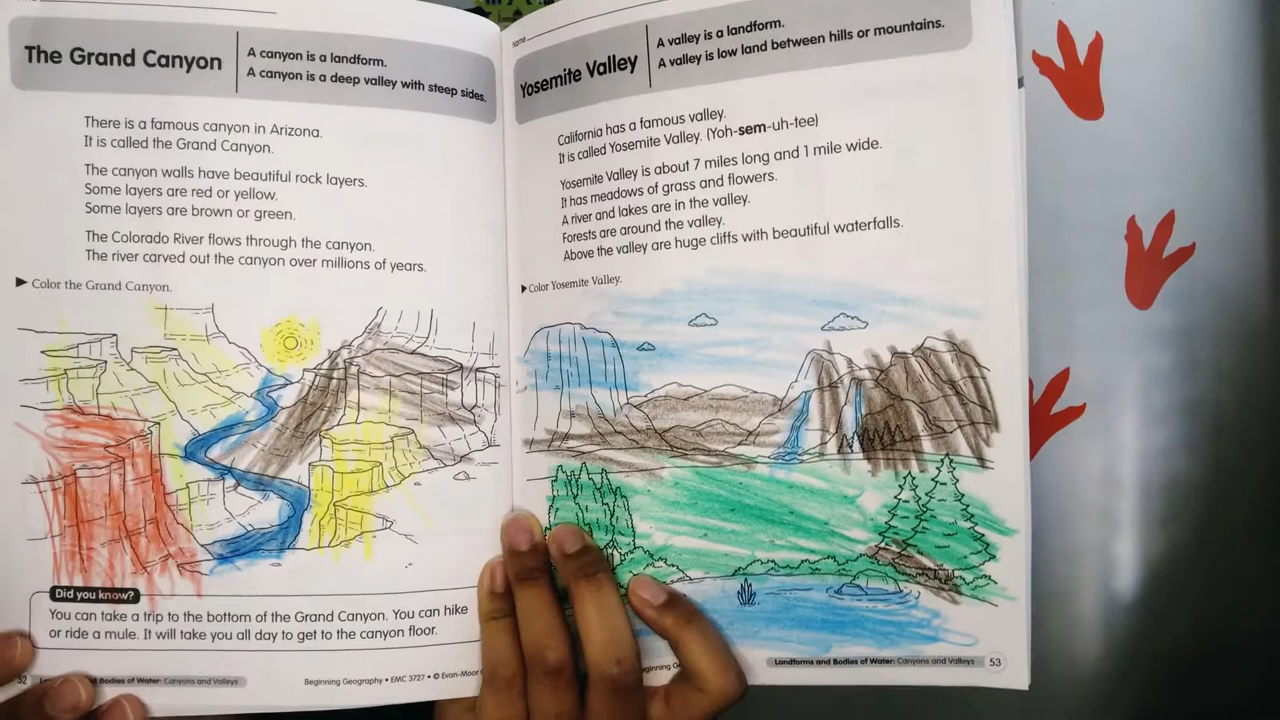 The Grand Canyon
A canyon is a landform.
A canyon is a deep valley with steep sides.
There is a famous canyon in Arizona.
It is called the Grand Canyon.
The canyon walls have beautiful rock layers.
Some layers are red or yellow.
Some layers are brown or green.
The Colorado River flows through the canyon.
The river carved out the canyon over millions of years.
▶ Color the Grand Canyon.
Did you know?
You can take a trip to the bottom of the Grand Canyon. You can hike
or ride a mule. It will take you all day to get to the canyon floor.
52
Bodies of Water: Canyons and Valleys
Beginning Geography • EMC 3727 • © Evan-Moor
Name
Yosemite Valley
A valley is a landform.
A valley is low land between hills or mountains.
California has a famous valley.
It is called Yosemite Valley. (Yoh-sem-uh-tee)
Yosemite Valley is about 7 miles long and 1 mile wide.
It has meadows of grass and flowers.
A river and lakes are in the valley.
Forests are around the valley.
Above the valley are huge cliffs with beautiful waterfalls.
▶ Color Yosemite Valley.
Landforms and Bodies of Water: Canyons and Valleys 53